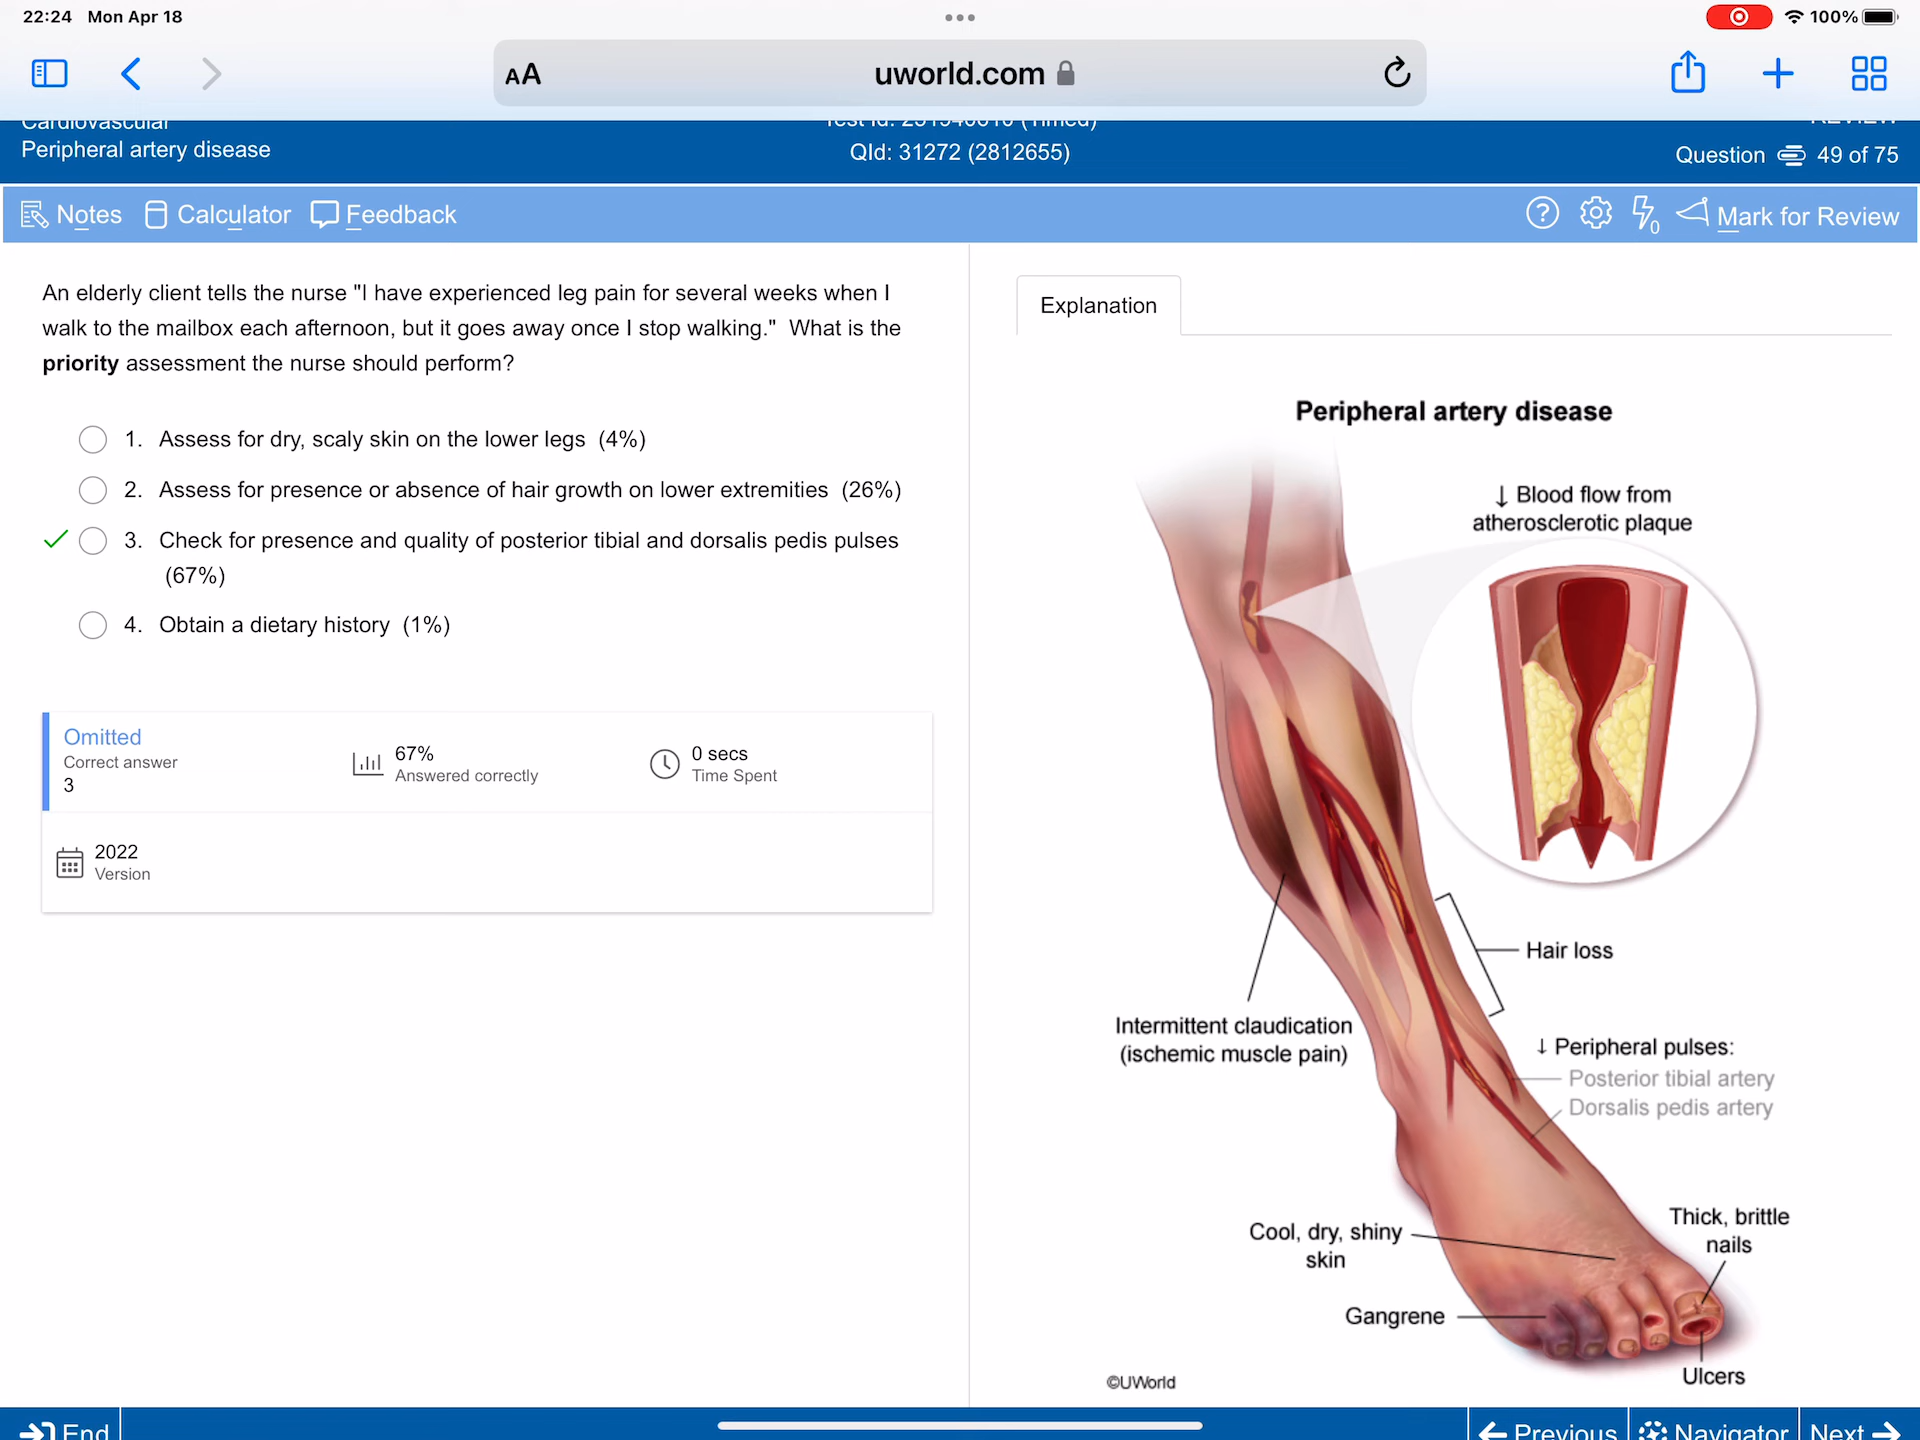 22:24 Mon Apr 18
100%
AA
uworld.com
Cardiovascular
Peripheral artery disease
QId: 31272 (2812655)
Question 49 of 75
Notes
Calculator
Feedback
Mark for Review
An elderly client tells the nurse "I have experienced leg pain for several weeks when I
walk to the mailbox each afternoon, but it goes away once I stop walking." What is the
priority assessment the nurse should perform?
1. Assess for dry, scaly skin on the lower legs (4%)
2. Assess for presence or absence of hair growth on lower extremities (26%)
3. Check for presence and quality of posterior tibial and dorsalis pedis pulses
(67%)
4. Obtain a dietary history (1%)
Omitted
Correct answer
3
67%
Answered correctly
0 secs
Time Spent
2022
Version
Explanation
Peripheral artery disease
↓ Blood flow from
atherosclerotic plaque
Hair loss
Intermittent claudication
(ischemic muscle pain)
↓ Peripheral pulses:
Posterior tibial artery
Dorsalis pedis artery
Cool, dry, shiny
skin
Thick, brittle
nails
Gangrene
Ulcers
©UWorld
End
Previous
Navigator
Next